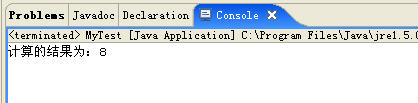 Problems Javadoc Declaration Console
<terminated> MyTest [Java Application] C:\Program Files\Java\jre1.5.0
计算的结果为：8